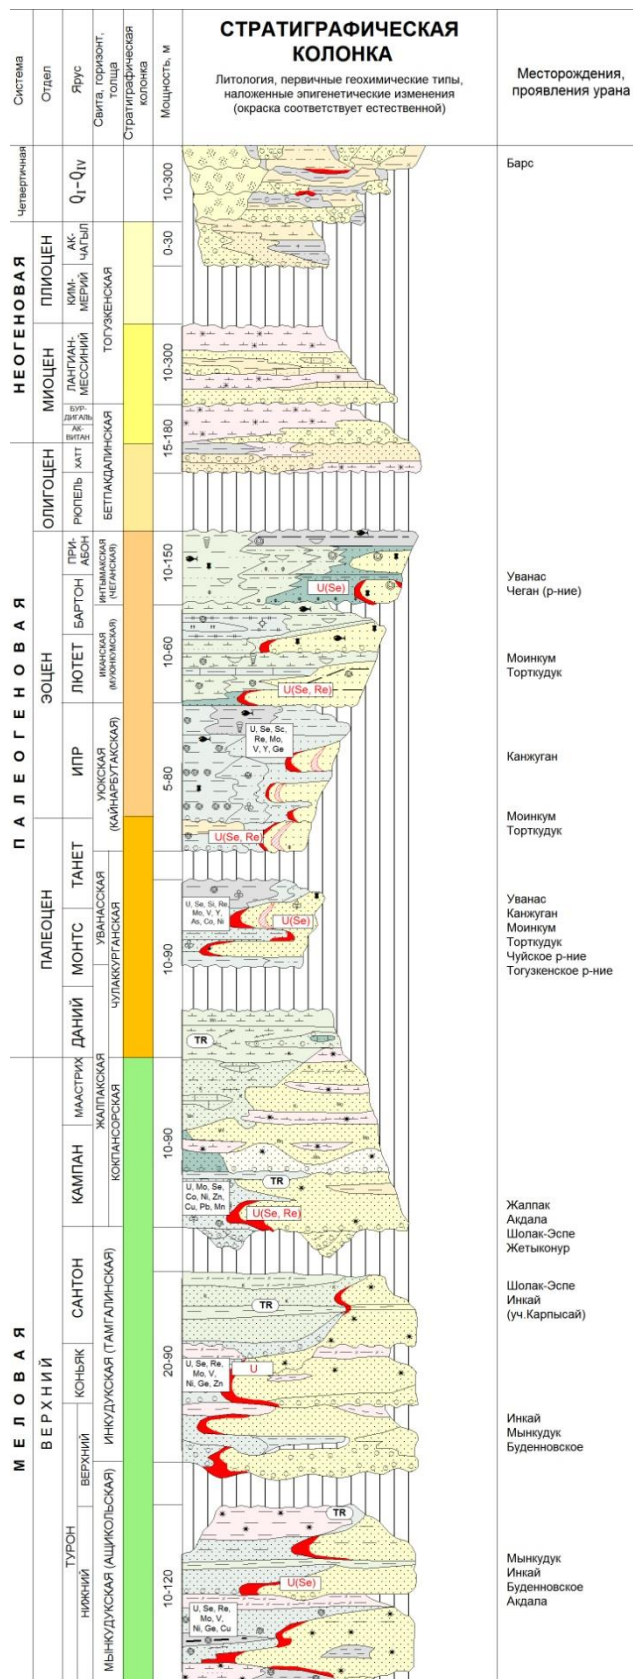 СТРАТИГРАФИЧЕСКАЯ
КОЛОНКА
Литология, первичные геохимические типы,
наложенные эпигенетические изменения
(окраска соответствует естественной)
Система
Отдел
Ярус
Свита, горизонт,
толща
Стратиграфическая
колонка
Мощность, м
Месторождения,
проявления урана
Четвертичная
QI–QIV
10-300
Барс
НЕОГЕНОВАЯ
ПЛИОЦЕН
АК-
ЧАГЫЛ
КИМ-
МЕРИЙ
ТОГУЗКЕНСКАЯ
0-30
МИОЦЕН
ЛАНГИАН-
МЕССИНИЙ
10-300
БУР-
ДИГАЛЬ
АК-
ВИТАН
БЕТПАКДАЛИНСКАЯ
15-180
ПАЛЕОГЕНОВАЯ
ОЛИГОЦЕН
ХАТТ
РЮПЕЛЬ
ЭОЦЕН
ПРИ-
АБОН
ИНТЫМАКСКАЯ
(ЧЕГАНСКАЯ)
10-150
U(Se)
Уванас
Чеган (р-ние)
БАРТОН
ЛЮТЕТ
ИКАНСКАЯ
(МУЮНКУМСКАЯ)
10-60
U(Se, Re)
Моинкум
Торткудук
ИПР
УЮКСКАЯ
(КАЙНАРБУТАКСКАЯ)
5-80
U, Se, Sc,
Re, Mo,
V, Y, Ge
Канжуган
U(Se, Re)
Моинкум
Торткудук
ПАЛЕОЦЕН
ТАНЕТ
МОНТС
ДАНИЙ
УВАНАССКАЯ
ЧУЛАККУРГАНСКАЯ
10-90
U, Se, Si, Re,
Mo, V, Y,
As, Co, Ni
U(Se)
Уванас
Канжуган
Моинкум
Торткудук
Чуйское р-ние
Тогузкенское р-ние
TR
МЕЛОВАЯ
ВЕРХНИЙ
МААСТРИХ
КАМПАН
ЖАЛПАКСКАЯ
КОКПАНСОРСКАЯ
10-90
TR
U, Mo, Se,
Co, Ni, Zn,
Cu, Pb, Mn
U(Se, Re)
Жалпак
Акдала
Шолак-Эспе
Жетыконур
САНТОН
ИНКУДУКСКАЯ (ТАМГАЛИНСКАЯ)
20-90
TR
Шолак-Эспе
Инкай
(уч.Карпысай)
КОНЬЯК
U, Se, Re,
Mo, V,
Ni, Ge, Zn
U
Инкай
Мынкудук
Буденновское
ТУРОН
ВЕРХНИЙ
НИЖНИЙ
МЫНКУДУКСКАЯ (АЩИКОЛЬСКАЯ)
10-120
TR
U(Se)
U, Se, Re,
Mo, V,
Ni, Ge, Cu
Мынкудук
Инкай
Буденновское
Акдала